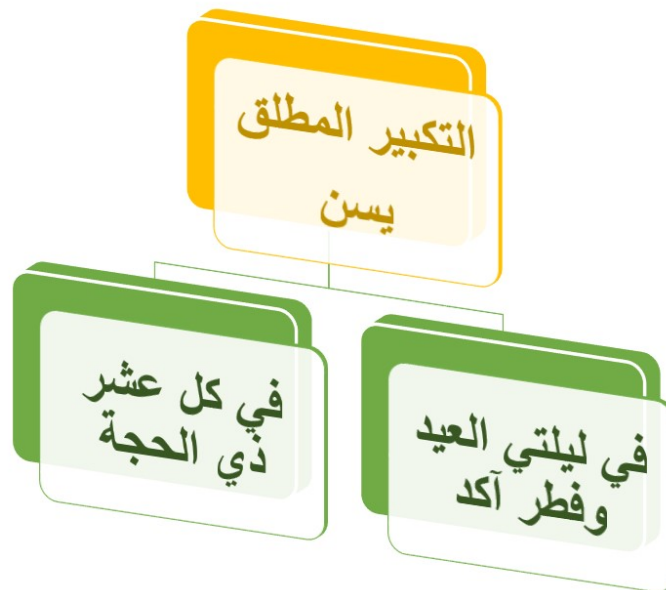 التكبير المطلق
يسن
في ليلتي العيد
وفطر آكد
في كل عشر
ذي الحجة